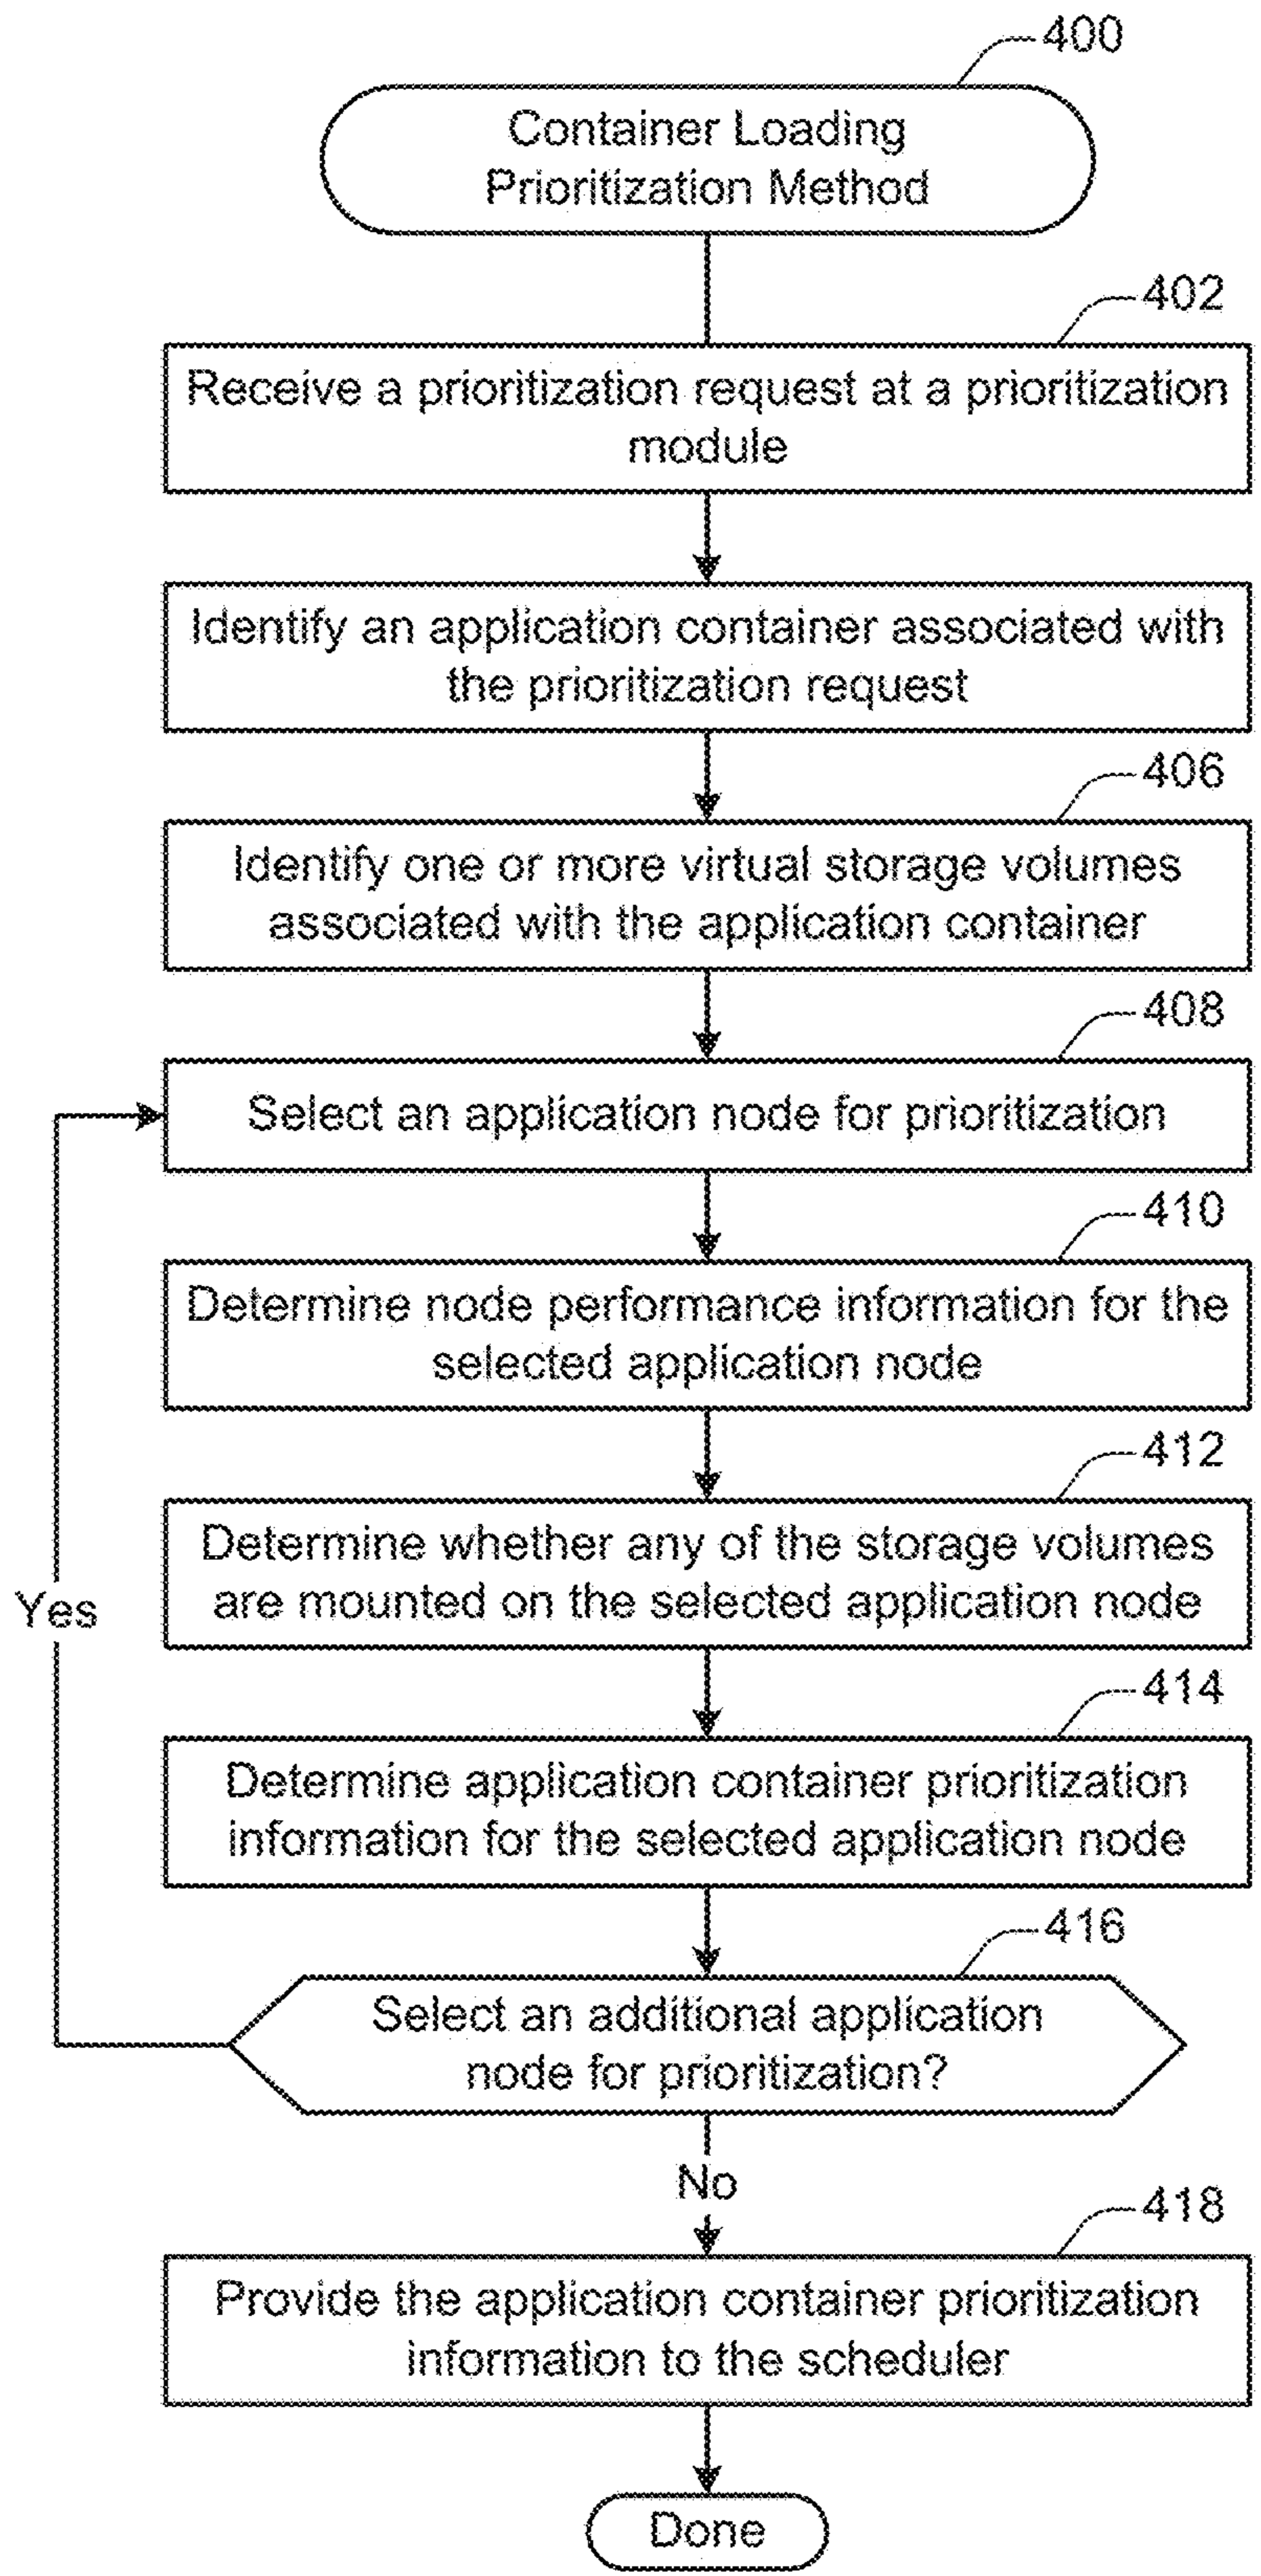 400
Container Loading
Prioritization Method
402
Receive a prioritization request at a prioritization
module
Identify an application container associated with
the prioritization request
406
Identify one or more virtual storage volumes
associated with the application container
408
Select an application node for prioritization
410
Determine node performance information for the
selected application node
412
Determine whether any of the storage volumes
are mounted on the selected application node
Yes
414
Determine application container prioritization
information for the selected application node
416
Select an additional application
node for prioritization?
No
418
Provide the application container prioritization
information to the scheduler
Done